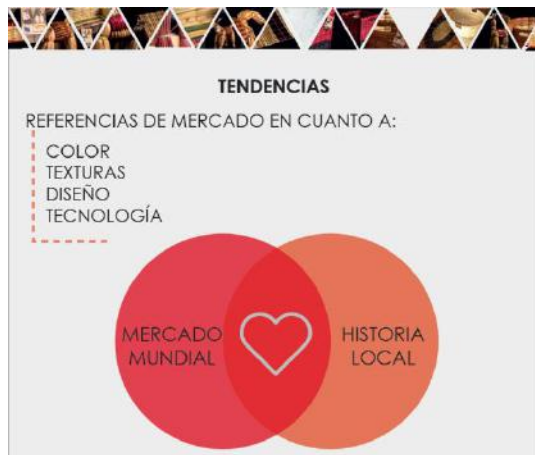 TENDENCIAS
REFERENCIAS DE MERCADO EN CUANTO A:
COLOR
TEXTURAS
DISEÑO
TECNOLOGÍA
MERCADO
MUNDIAL
HISTORIA
LOCAL